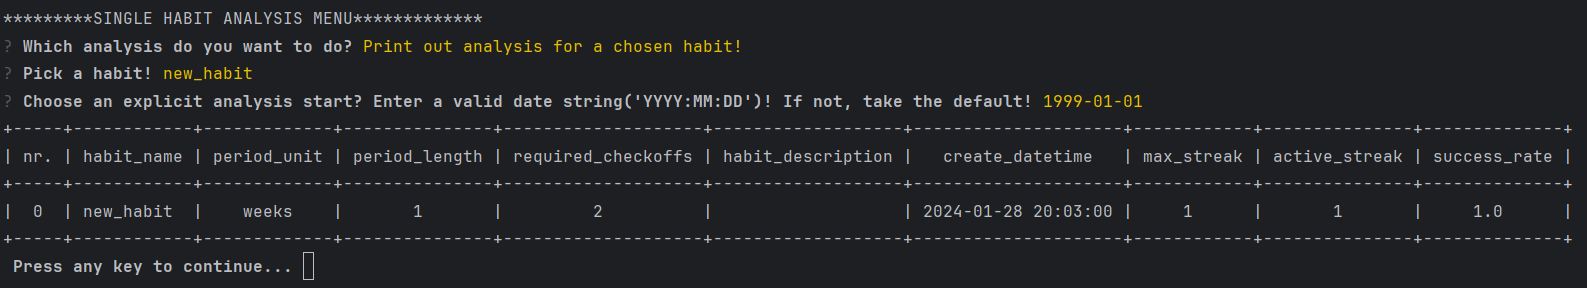 *********SINGLE HABIT ANALYSIS MENU*************
? Which analysis do you want to do? Print out analysis for a chosen habit!
? Pick a habit! new_habit
? Choose an explicit analysis start? Enter a valid date string('YYYY:MM:DD')! If not, take the default! 1999-01-01
+-----+------------+-------------+---------------+--------------------+-------------------+---------------------+------------+---------------+--------------+
| nr. | habit_name | period_unit | period_length | required_checkoffs | habit_description |   create_datetime   | max_streak | active_streak | success_rate |
+-----+------------+-------------+---------------+--------------------+-------------------+---------------------+------------+---------------+--------------+
|  0  | new_habit  |    weeks    |       1       |         2          |                   | 2024-01-28 20:03:00 |     1      |       1       |     1.0      |
+-----+------------+-------------+---------------+--------------------+-------------------+---------------------+------------+---------------+--------------+
Press any key to continue...